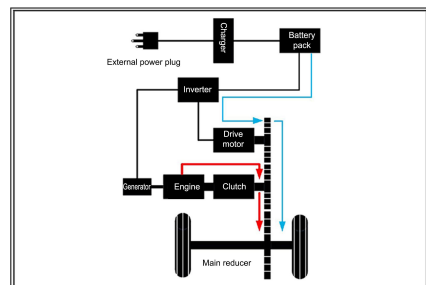 Charger
Battery
pack
External power plug
Inverter
Drive
motor
Generator
Engine
Clutch
Main reducer